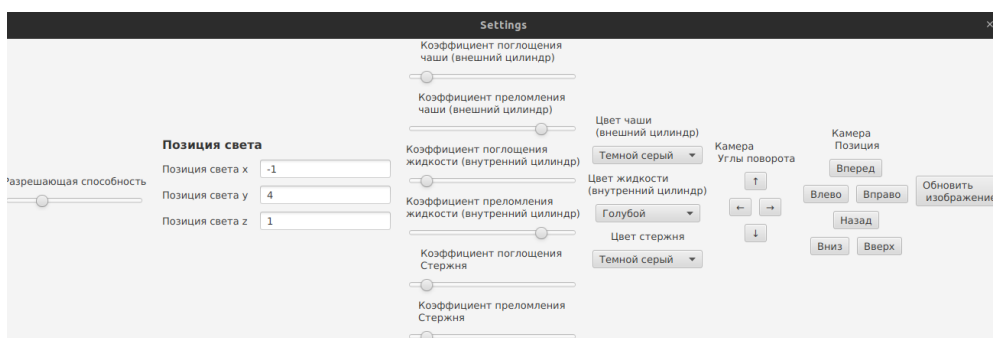 Settings
Разрешающая способность
Позиция света
Позиция света x
-1
Позиция света y
4
Позиция света z
1
Коэффициент поглощения
чаши (внешний цилиндр)
Коэффициент преломления
чаши (внешний цилиндр)
Коэффициент поглощения
жидкости (внутренний цилиндр)
Коэффициент преломления
жидкости (внутренний цилиндр)
Коэффициент поглощения
Стержня
Коэффициент преломления
Стержня
Цвет чаши
(внешний цилиндр)
Темной серый
Цвет жидкости
(внутренний цилиндр)
Голубой
Цвет стержня
Темной серый
Камера
Углы поворота
↑
← →
↓
Камера
Позиция
Вперед
Влево Вправо
Назад
Вниз Вверх
Обновить
изображение